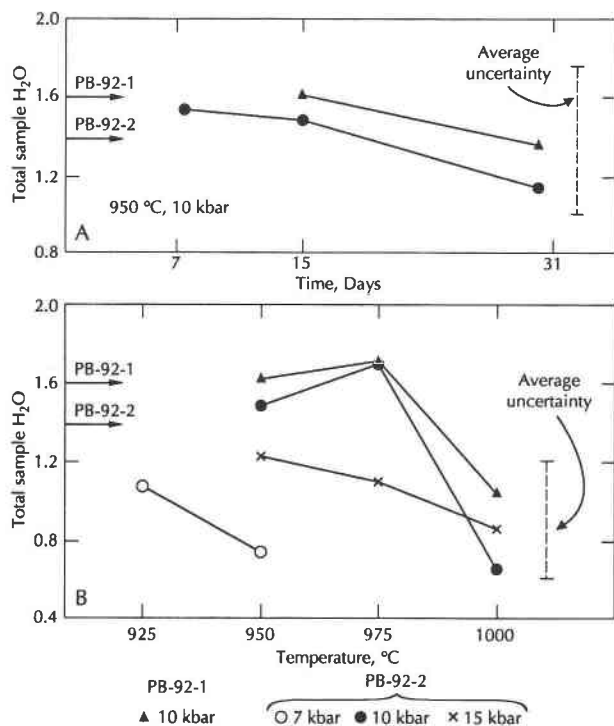 2.0
1.6
1.2
0.8
Total sample H₂O
PB-92-1
PB-92-2
Average
uncertainty
950 °C, 10 kbar
A
7
15
31
Time, Days
2.0
1.6
1.2
0.8
0.4
Total sample H₂O
PB-92-1
PB-92-2
Average
uncertainty
B
925
950
975
1000
Temperature, °C
PB-92-1
PB-92-2
▲ 10 kbar
○ 7 kbar ● 10 kbar × 15 kbar